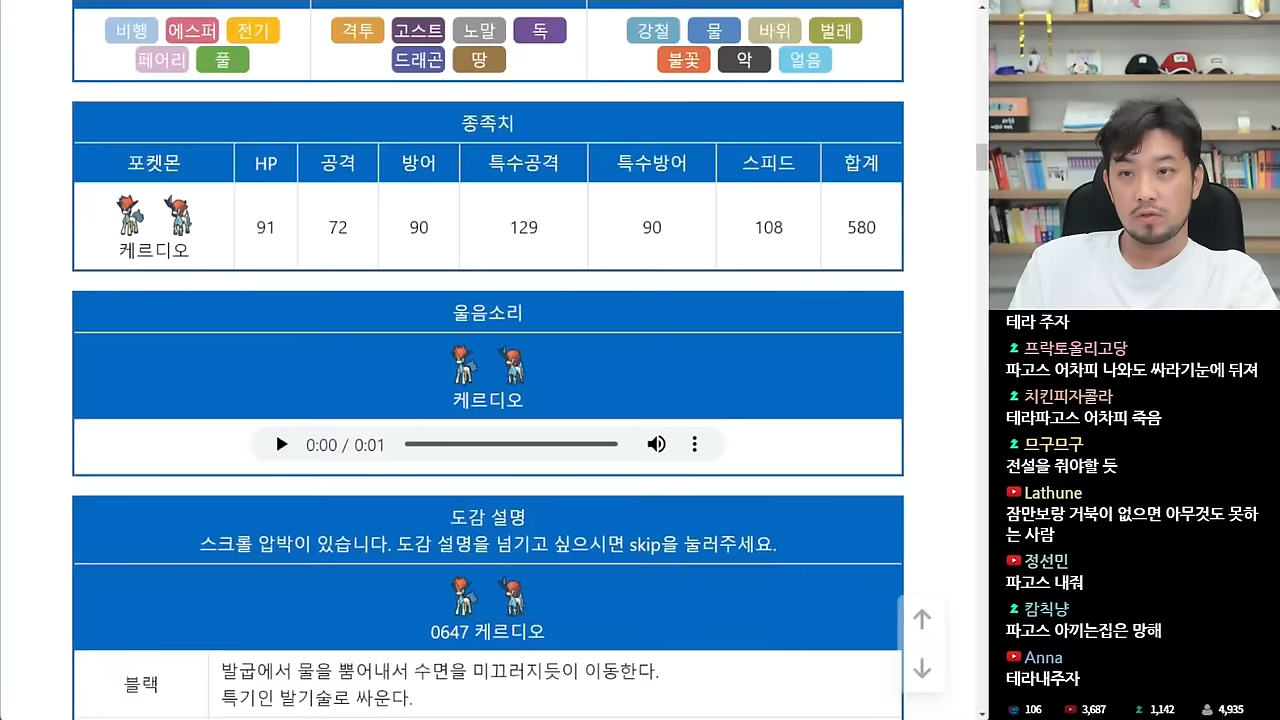 비행 에스퍼 전기
페어리 풀
격투 고스트 노말 독
드래곤 땅
강철 물 바위 벌레
불꽃 악 얼음
종족치
포켓몬 HP 공격 방어 특수공격 특수방어 스피드 합계
케르디오 91 72 90 129 90 108 580
울음소리
케르디오
0:00 / 0:01
도감 설명
스크롤 압박이 있습니다. 도감 설명을 넘기고 싶으시면 skip을 눌러주세요.
0647 케르디오
블랙
발굽에서 물을 뿜어내서 수면을 미끄러지듯이 이동한다.
특기인 발기술로 싸운다.
테라 주자
프락토올리고당
파고스 어차피 나와도 싸라기눈에 뒤져
치킨피자콜라
테라파고스 어차피 죽음
므구므구
전설을 줘야할 듯
Lathune
잠만보랑 거북이 없으면 아무것도 못하
는 사람
정선민
파고스 내줘
캄칙냥
파고스 아끼는집은 망해
Anna
테라내주자
106 3,687 1,142 4,935